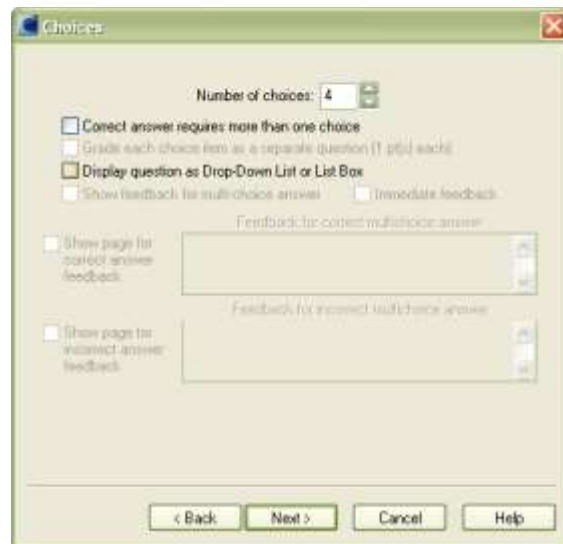 Choices
Number of choices: 4
Correct answer requires more than one choice
Grade each choice item as a separate question (1 pt(s) each)
Display question as Drop-Down List or List Box
Show feedback for multi-choice answer Immediate feedback
Feedback for correct multichoice answer
Show page for
correct answer
feedback
Feedback for incorrect multichoice answer
Show page for
incorrect answer
feedback
< Back Next > Cancel Help